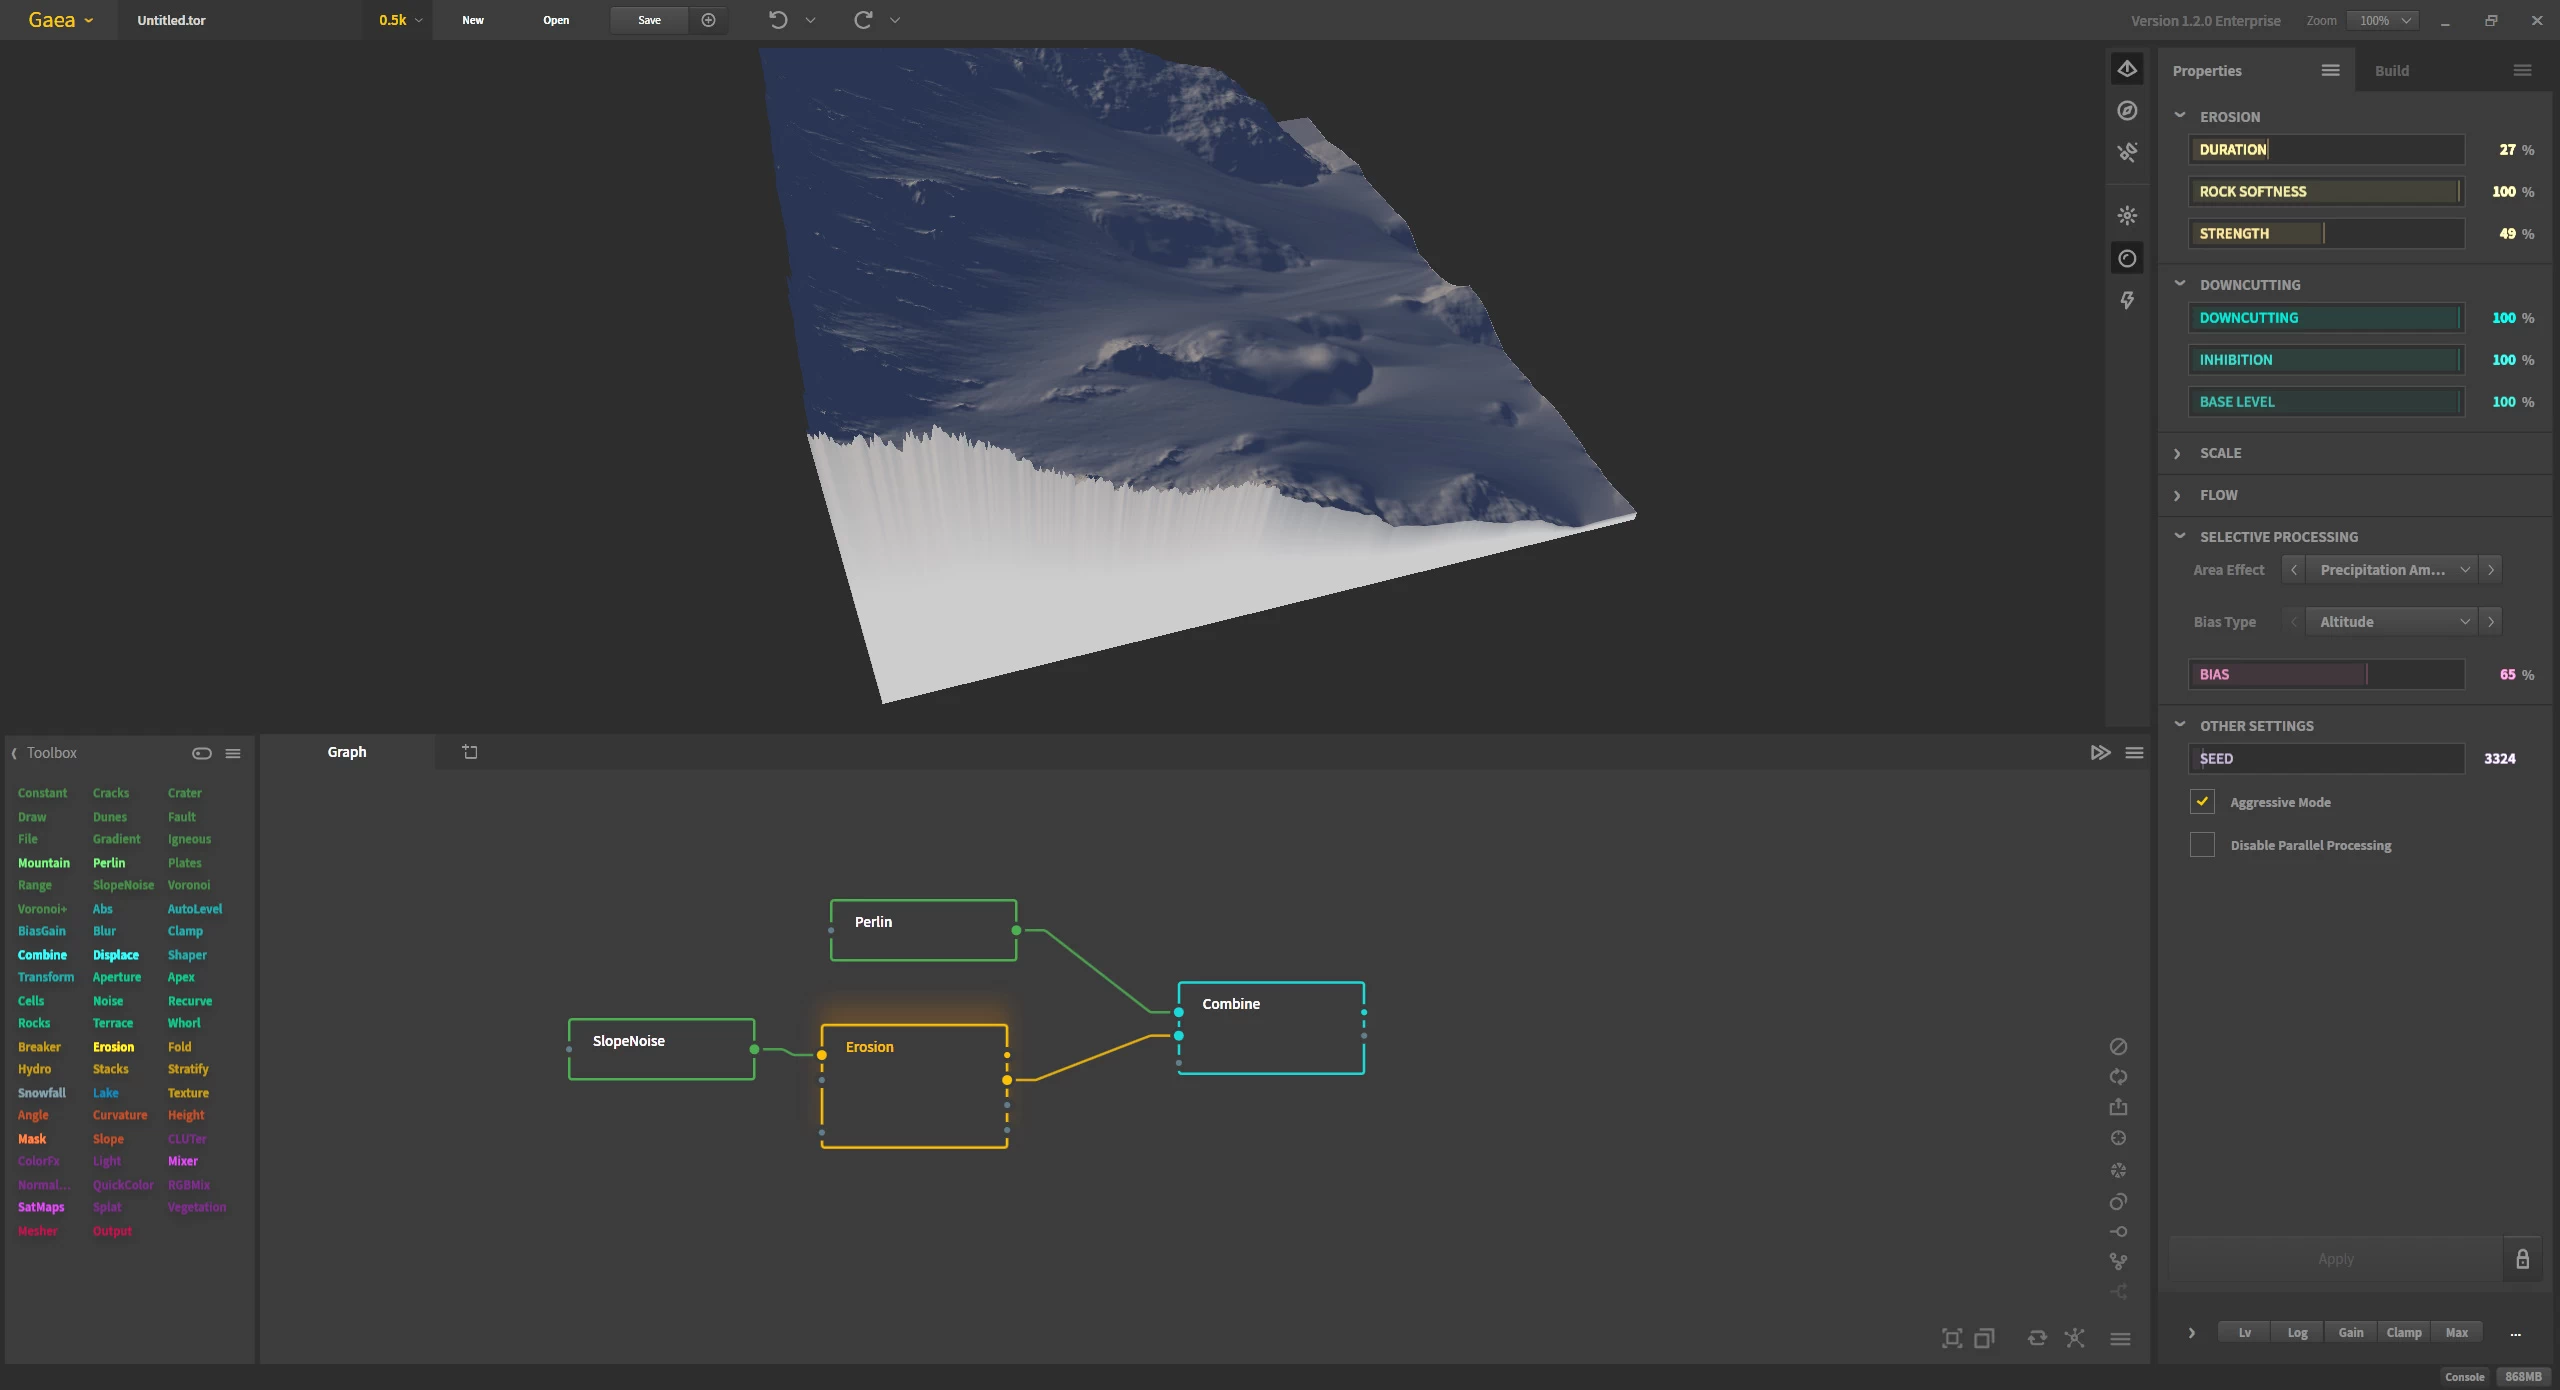 Gaea Untitled.tor 0.5k New Open Save Version 1.2.0 Enterprise Zoom 100%
Properties Build
EROSION
DURATION 27 %
ROCK SOFTNESS 100 %
STRENGTH 49 %
DOWNCUTTING
DOWNCUTTING 100 %
INHIBITION 100 %
BASE LEVEL 100 %
SCALE
FLOW
SELECTIVE PROCESSING
Area Effect Precipitation Am...
Bias Type Altitude
BIAS 65 %
OTHER SETTINGS
SEED 3324
Aggressive Mode
Disable Parallel Processing
Apply
Lv Log Gain Clamp Max ...
Toolbox
Constant Cracks Crater
Draw Dunes Fault
File Gradient Igneous
Mountain Perlin Plates
Range SlopeNoise Voronoi
Voronoi+ Abs AutoLevel
BiasGain Blur Clamp
Combine Displace Shaper
Transform Aperture Apex
Cells Noise Recurve
Rocks Terrace Whorl
Breaker Erosion Fold
Hydro Stacks Stratify
Snowfall Lake Texture
Angle Curvature Height
Mask Slope CLUTer
ColorFx Light Mixer
Normal... QuickColor RGBMix
SatMaps Splat Vegetation
Mesher Output
Graph
Perlin
Combine
SlopeNoise
Erosion
Console 868MB